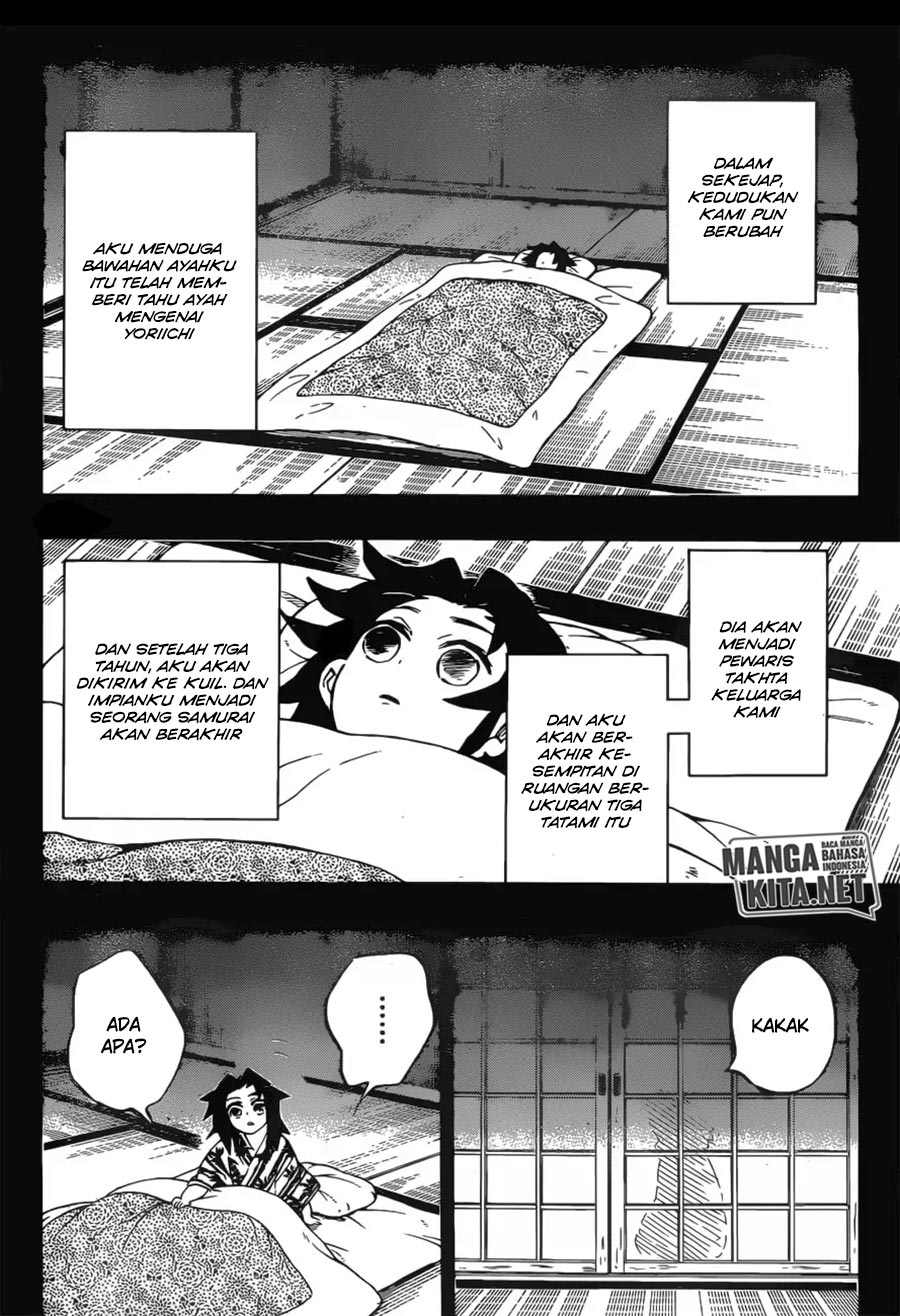 DALAM
SEKEJAP,
KEDUDUKAN
KAMI PUN
BERUBAH
AKU MENDUGA
BAWAHAN AYAHKU
ITU TELAH MEM-
BERI TAHU AYAH
MENGENAI
YORIICHI
DIA AKAN
MENJADI
PEWARIS
TAKHTA
KELUARGA
KAMI
DAN AKU
AKAN BER-
AKHIR KE-
SEMPITAN DI
RUANGAN BER-
UKURAN TIGA
TATAMI ITU
DAN SETELAH TIGA
TAHUN, AKU AKAN
DIKIRIM KE KUIL. DAN
IMPIANKU MENJADI
SEORANG SAMURAI
AKAN BERAKHIR
MANGA
KITA.NET
BACA MANGA
BAHASA
INDONESIA
KAKAK
......
ADA
APA?